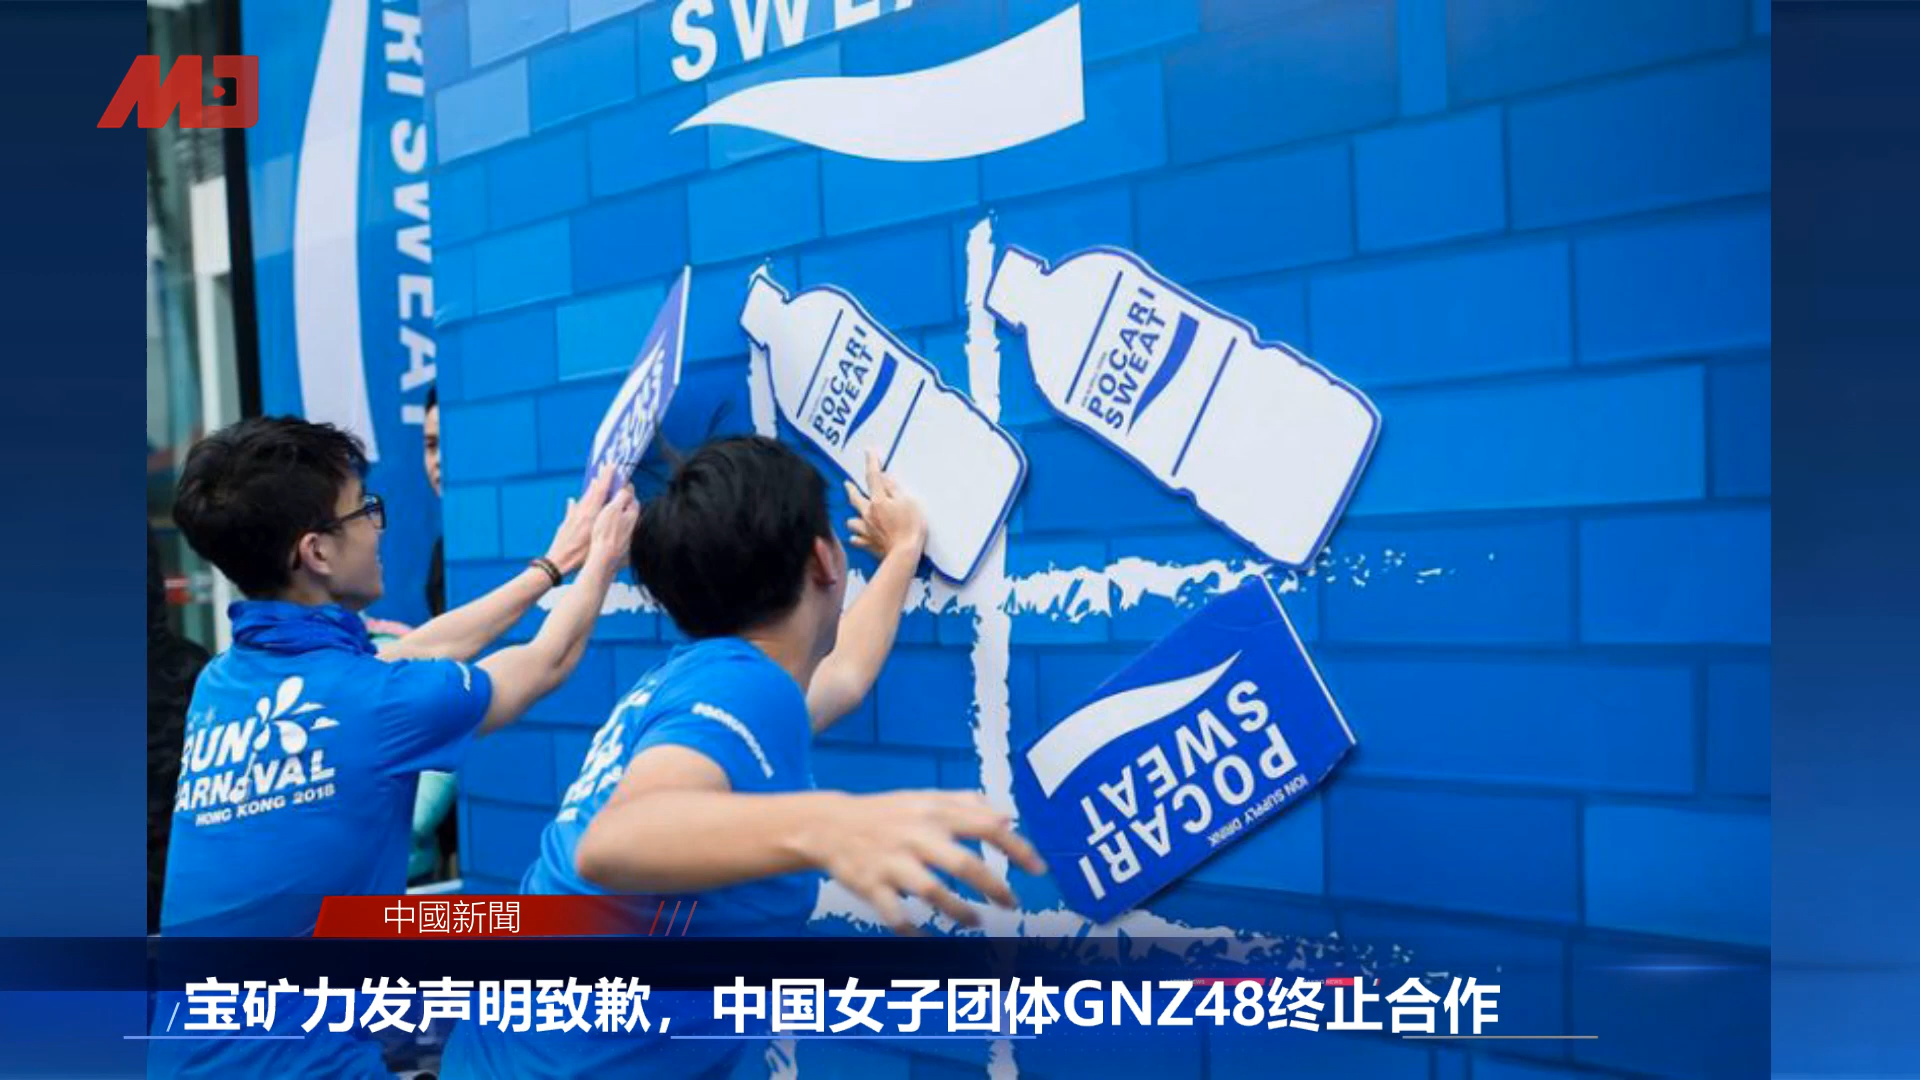 SWEAT
ARI SWEAT
POCARI
SWEAT
POCARI
SWEAT
POCARI
SWEAT
ION SUPPLY DRINK
RUN
CARNIVAL
HONG KONG 2018
中國新聞
宝矿力发声明致歉，中国女子团体GNZ48终止合作